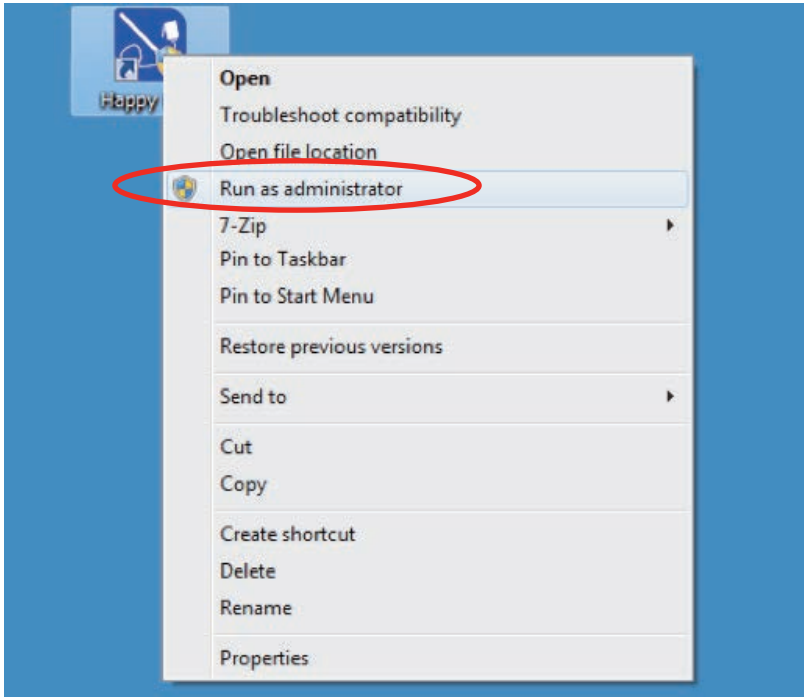 Happy
Open
Troubleshoot compatibility
Open file location
Run as administrator
7-Zip
Pin to Taskbar
Pin to Start Menu
Restore previous versions
Send to
Cut
Copy
Create shortcut
Delete
Rename
Properties